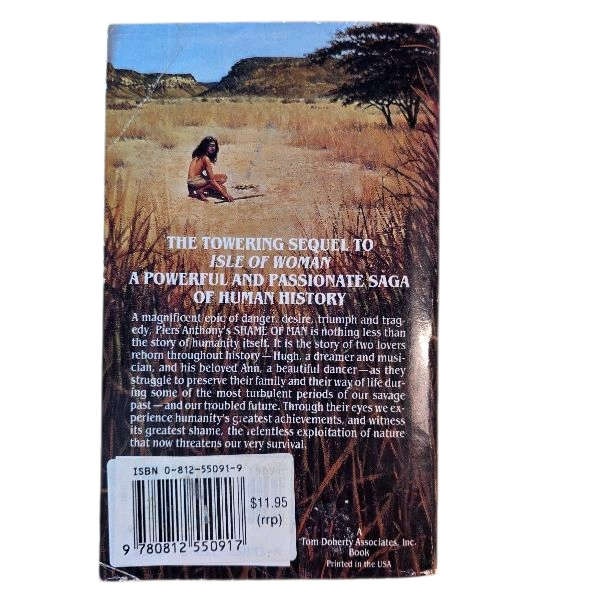 THE TOWERING SEQUEL TO
ISLE OF WOMAN
A POWERFUL AND PASSIONATE SAGA
OF HUMAN HISTORY
A magnificent epic of danger, desire, triumph and trag-
edy, Piers Anthony's SHAME OF MAN is nothing less than
the story of humanity itself. It is the story of two lovers
reborn throughout history—Hugh, a dreamer and musi-
cian, and his beloved Ann, a beautiful dancer—as they
struggle to preserve their family and their way of life dur-
ing some of the most turbulent periods of our savage
past—and our troubled future. Through their eyes we ex-
perience humanity's greatest achievements, and witness
its greatest shame, the relentless exploitation of nature
that now threatens our very survival.
ISBN 0-812-55091-9
$11.95
(rrp)
9 780812 550917
A
Tom Doherty Associates, Inc.
Book
Printed in the USA